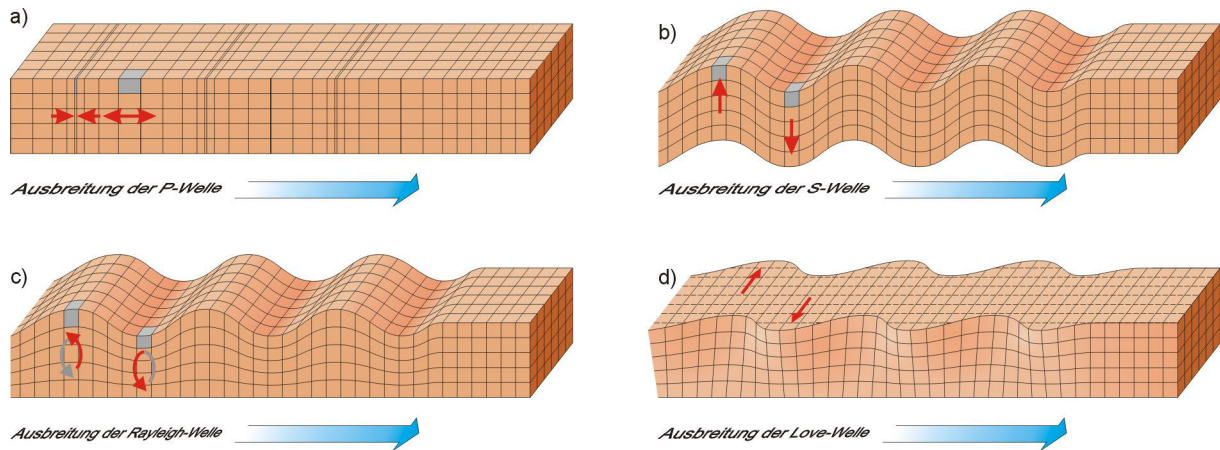 a)
Ausbreitung der P-Welle
b)
Ausbreitung der S-Welle
c)
Ausbreitung der Rayleigh-Welle
d)
Ausbreitung der Love-Welle